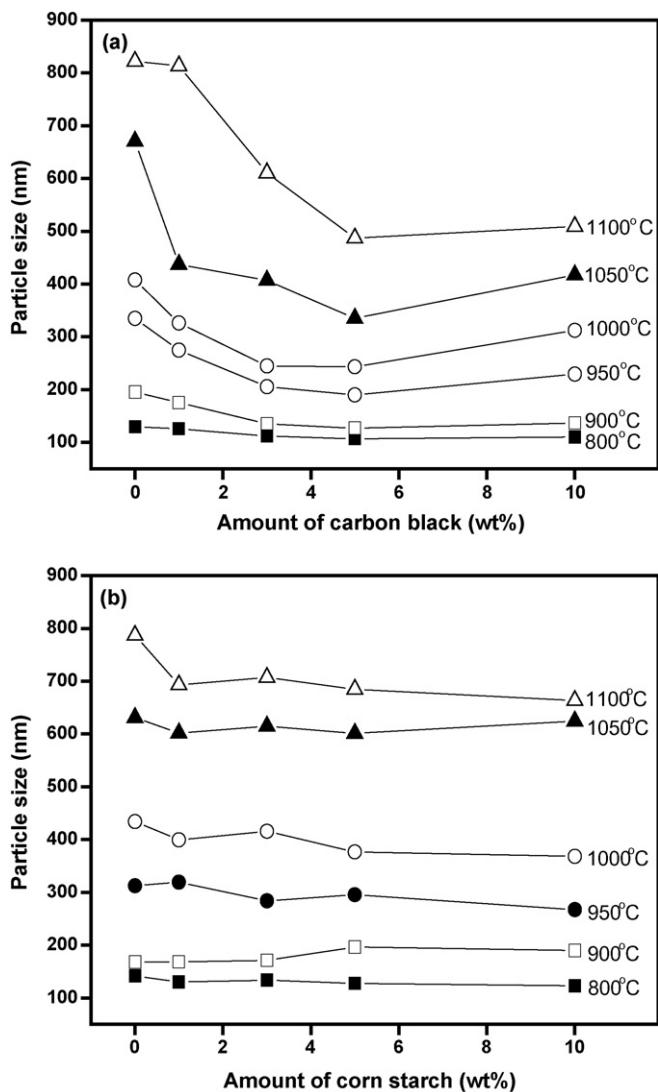 900
(a)
800
700
600
500
1100°C
400
1050°C
300
1000°C
950°C
200
900°C
100
800°C
Particle size (nm)
0 2 4 6 8 10
Amount of carbon black (wt%)
900
(b)
800
700
1100°C
600
1050°C
500
400
1000°C
300
950°C
200
900°C
100
800°C
Particle size (nm)
0 2 4 6 8 10
Amount of corn starch (wt%)